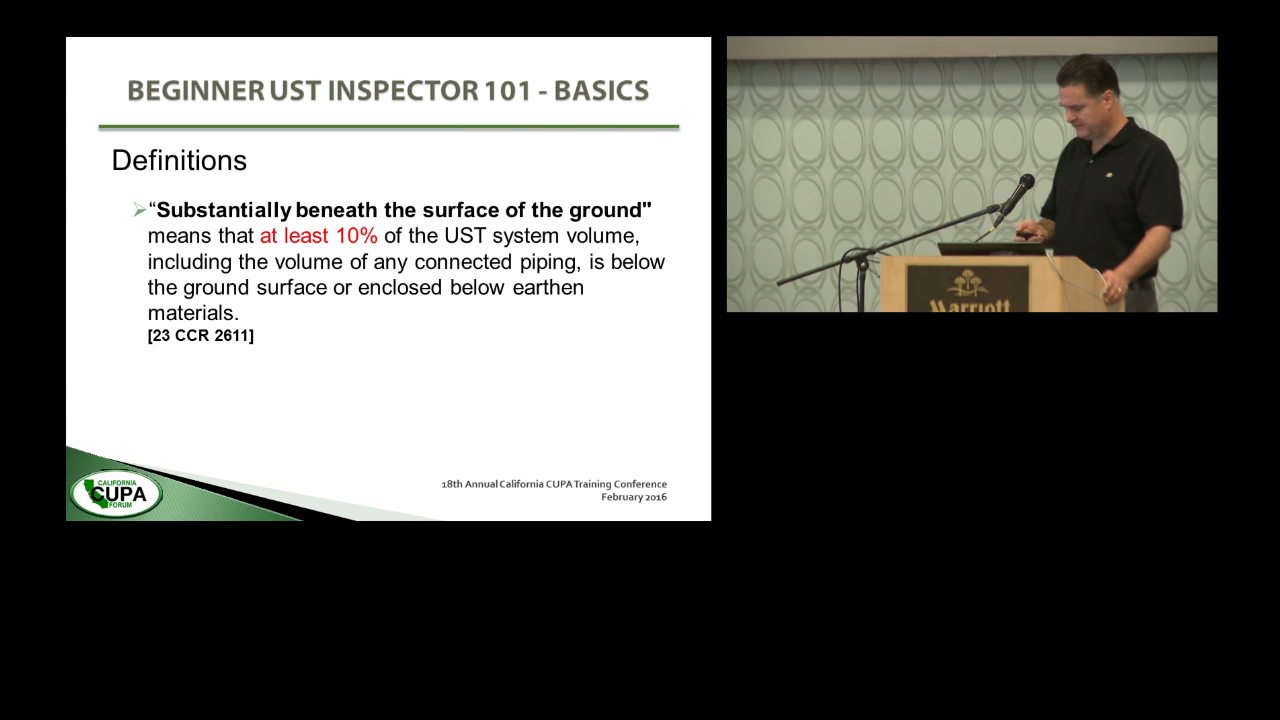 BEGINNER UST INSPECTOR 101 - BASICS
Definitions
“Substantially beneath the surface of the ground"
means that at least 10% of the UST system volume,
including the volume of any connected piping, is below
the ground surface or enclosed below earthen
materials.
[23 CCR 2611]
18th Annual California CUPA Training Conference
February 2016
CALIFORNIA
CUPA
FORUM
Marriott